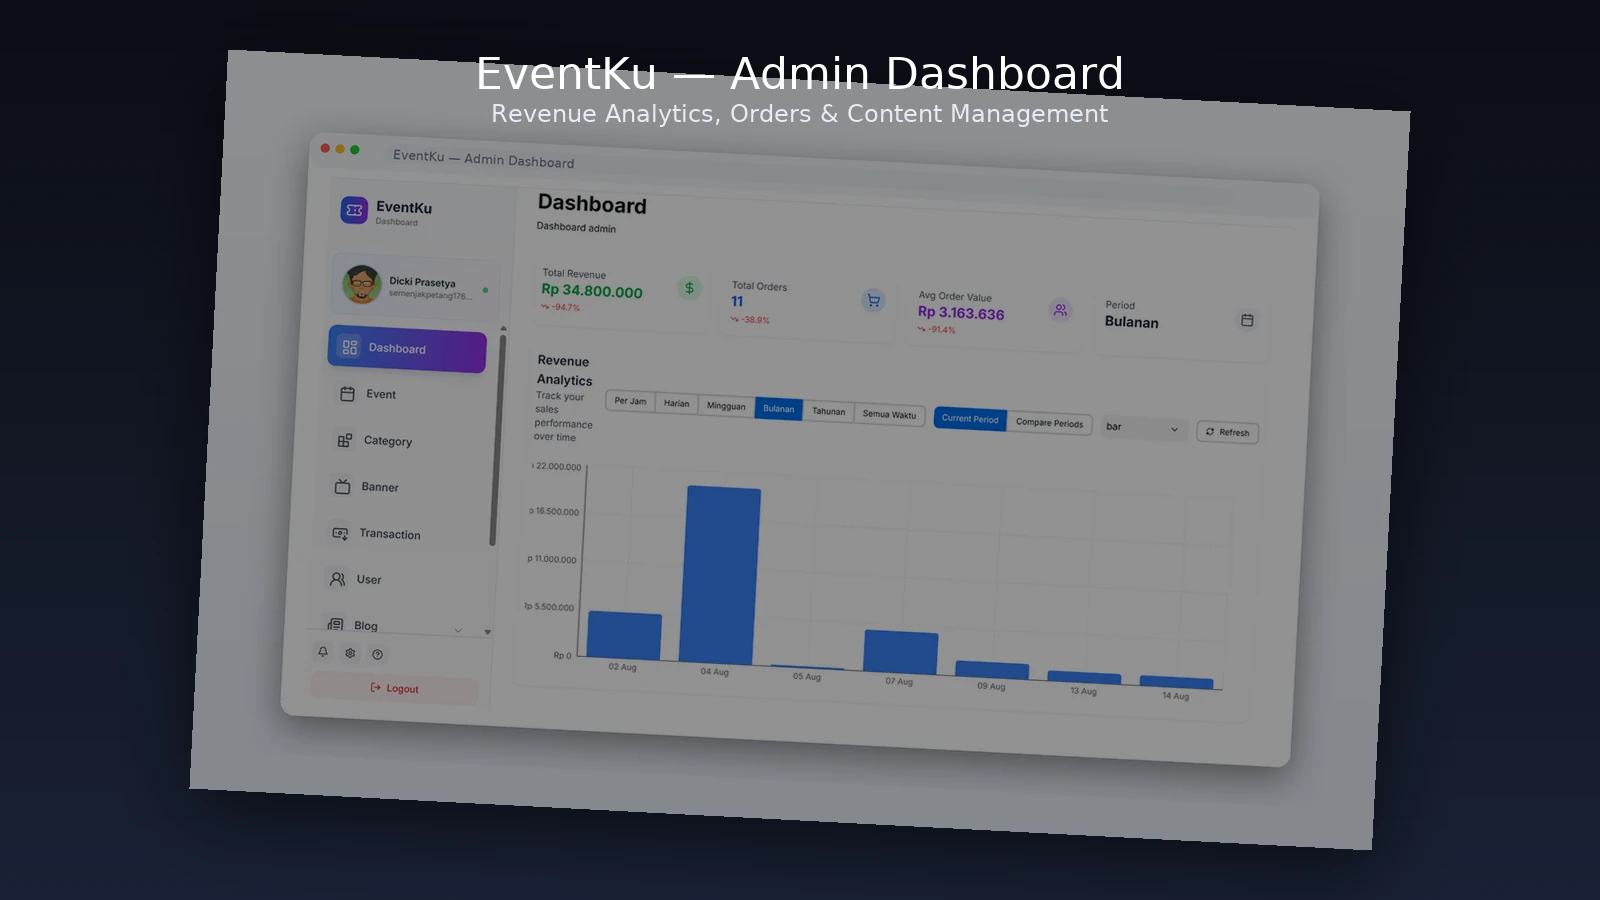 EventKu — Admin Dashboard
Revenue Analytics, Orders & Content Management
EventKu — Admin Dashboard
EventKu
Dashboard
Dicki Prasetya
semenjakpetang176...
Dashboard
Event
Category
Banner
Transaction
User
Blog
Logout
Dashboard
Dashboard admin
Total Revenue
Rp 34.800.000
-94.7%
Total Orders
11
-38.9%
Avg Order Value
Rp 3.163.636
-91.4%
Period
Bulanan
Revenue
Analytics
Track your
sales
performance
over time
Per Jam
Harian
Mingguan
Bulanan
Tahunan
Semua Waktu
Current Period
Compare Periods
bar
Refresh
22.000.000
p 16.500.000
p 11.000.000
Rp 5.500.000
Rp 0
02 Aug
04 Aug
05 Aug
07 Aug
09 Aug
13 Aug
14 Aug